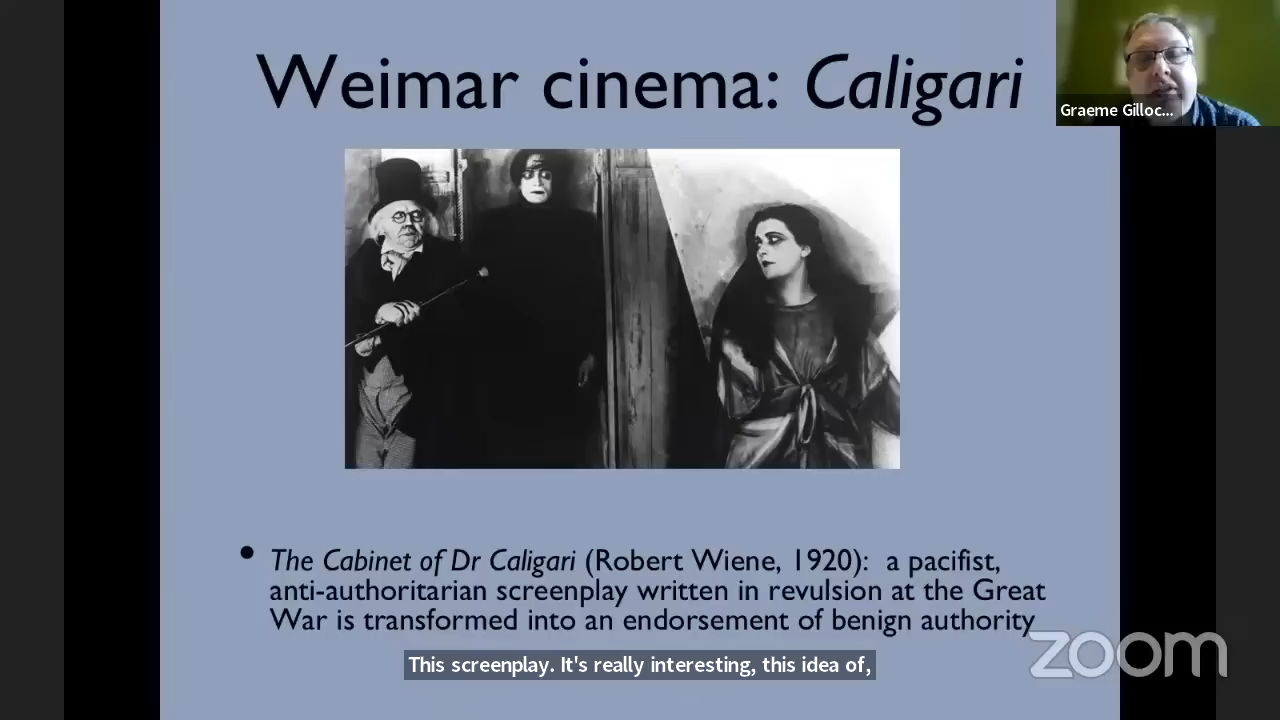 Weimar cinema: Caligari
Graeme Gilloc...
• The Cabinet of Dr Caligari (Robert Wiene, 1920): a pacifist,
anti-authoritarian screenplay written in revulsion at the Great
War is transformed into an endorsement of benign authority
This screenplay. It's really interesting, this idea of,
zoom